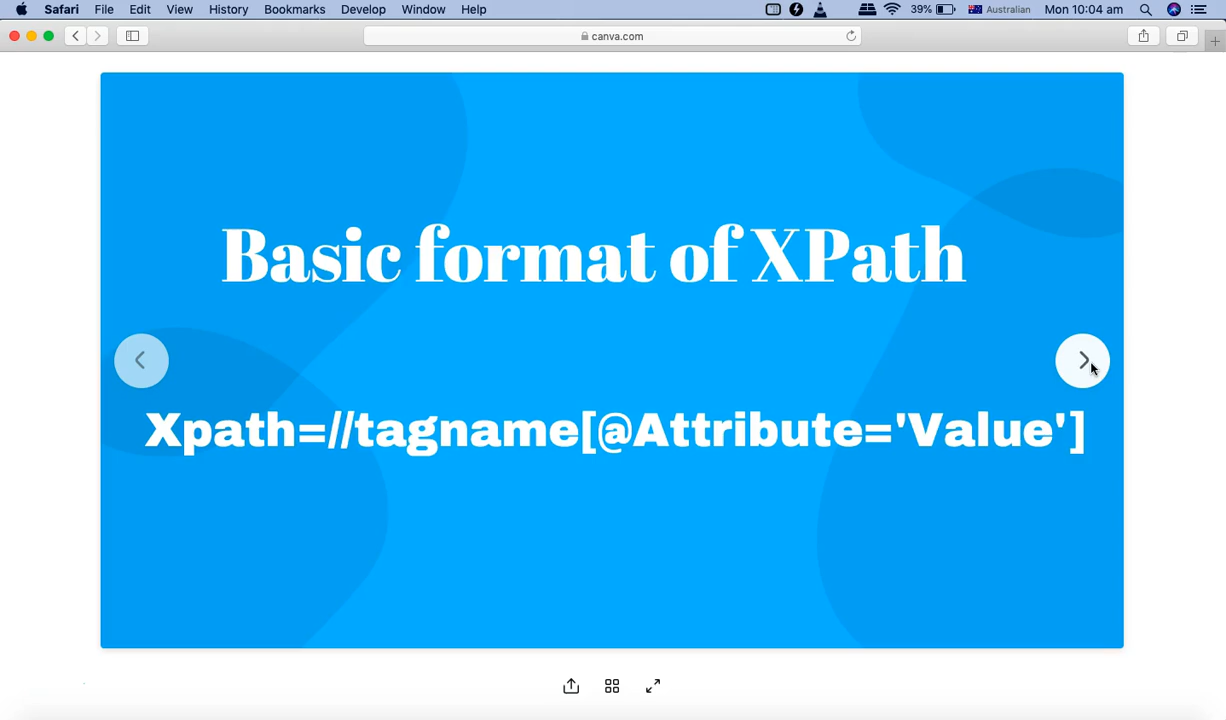 Safari File Edit View History Bookmarks Develop Window Help 39% Australian Mon 10:04 am
canva.com
Basic format of XPath
Xpath=//tagname[@Attribute='Value']